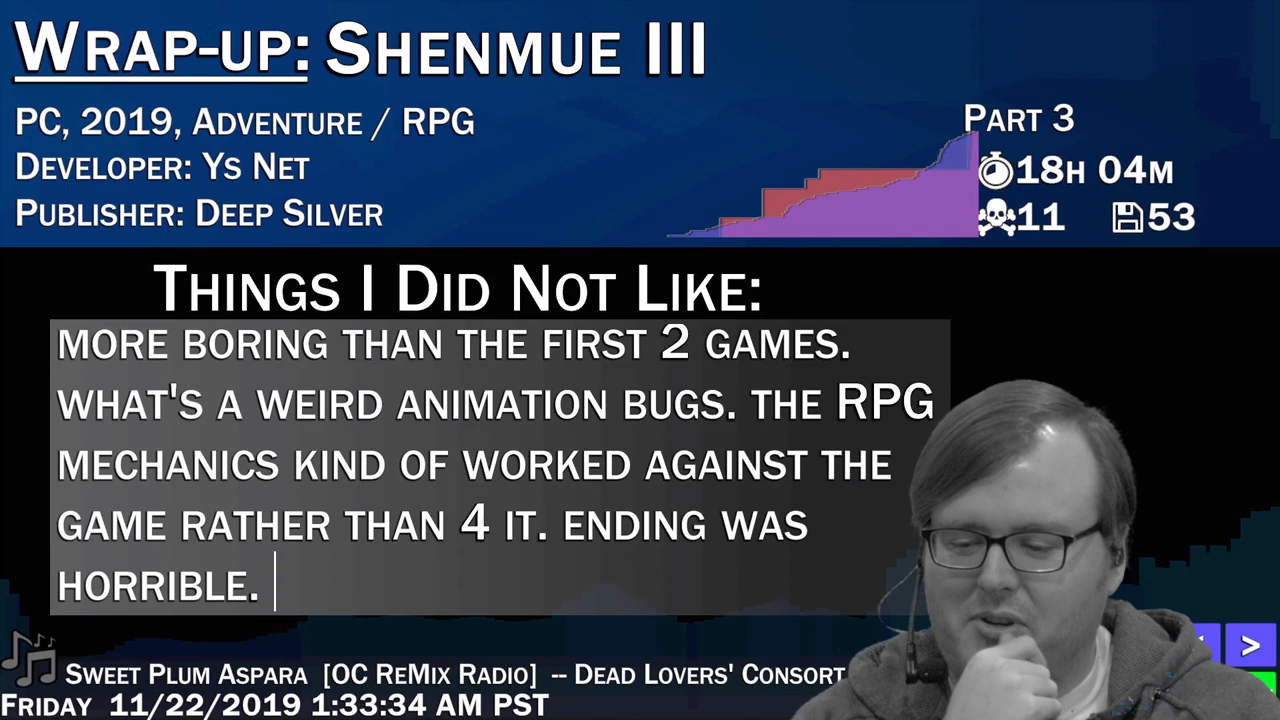 Wrap-up: Shenmue III
PC, 2019, Adventure / RPG
Developer: Ys Net
Publisher: Deep Silver
Part 3
18h 04m
11 53
Things I Did Not Like:
more boring than the first 2 games.
what's a weird animation bugs. the RPG
mechanics kind of worked against the
game rather than 4 it. ending was
horrible.
>
Sweet Plum Aspara [OC ReMix Radio] -- Dead Lovers' Consort
Friday 11/22/2019 1:33:34 AM PST